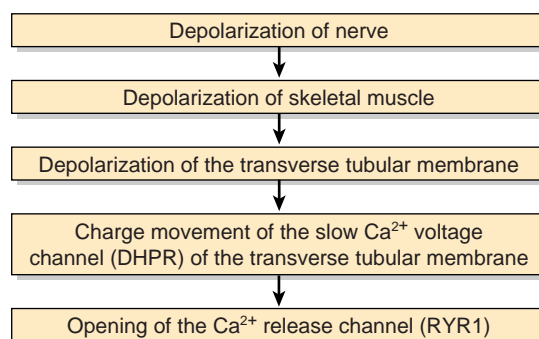 Depolarization of nerve
Depolarization of skeletal muscle
Depolarization of the transverse tubular membrane
Charge movement of the slow Ca²⁺ voltage
channel (DHPR) of the transverse tubular membrane
Opening of the Ca²⁺ release channel (RYR1)